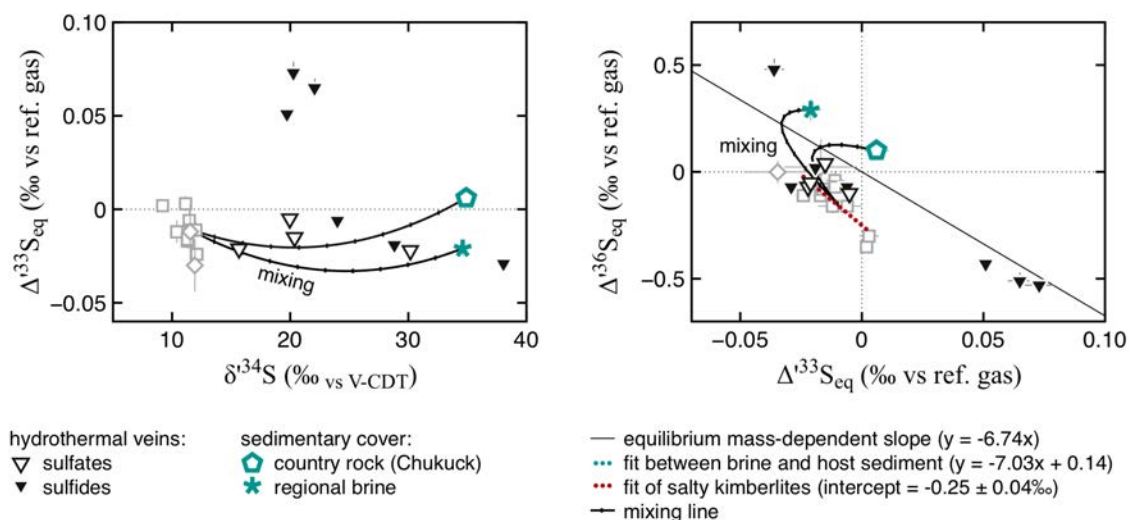 0.10
0.05
0
−0.05
Δ'³³S_eq (‰ vs ref. gas)
mixing
10
20
30
40
δ'³⁴S (‰ vs V-CDT)
0.5
0
−0.5
Δ'³⁶S_eq (‰ vs ref. gas)
mixing
−0.05
0
0.05
0.10
Δ'³³S_eq (‰ vs ref. gas)
hydrothermal veins:
sulfates
sulfides
sedimentary cover:
country rock (Chukuck)
regional brine
equilibrium mass-dependent slope (y = -6.74x)
fit between brine and host sediment (y = -7.03x + 0.14)
fit of salty kimberlites (intercept = -0.25 ± 0.04‰)
mixing line